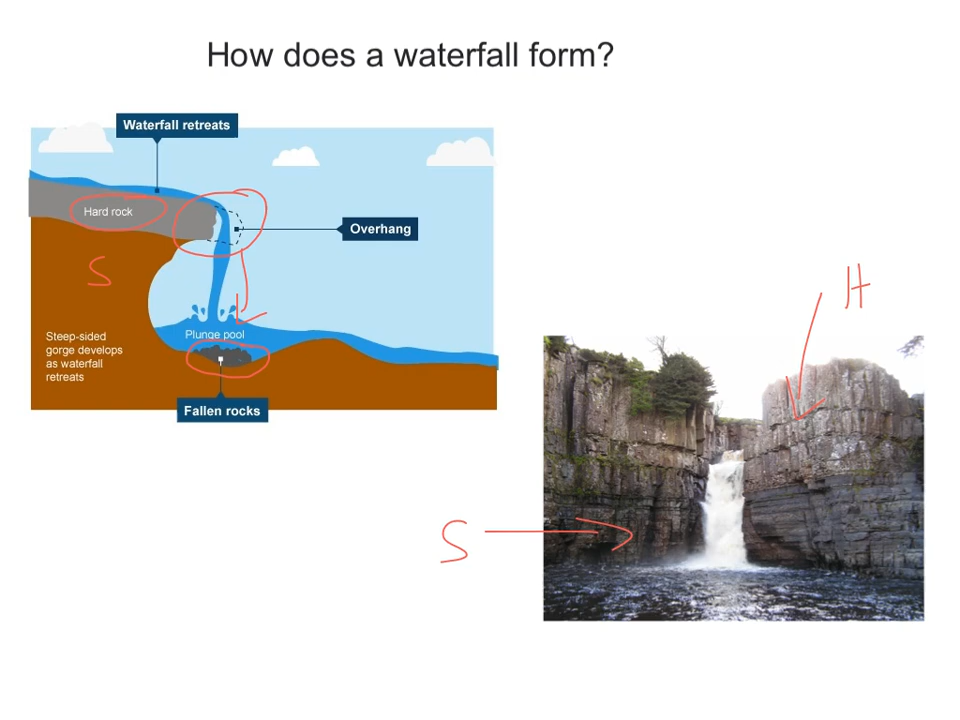 How does a waterfall form?
Waterfall retreats
Hard rock
Overhang
S
H
Plunge pool
Steep-sided
gorge develops
as waterfall
retreats
Fallen rocks
S